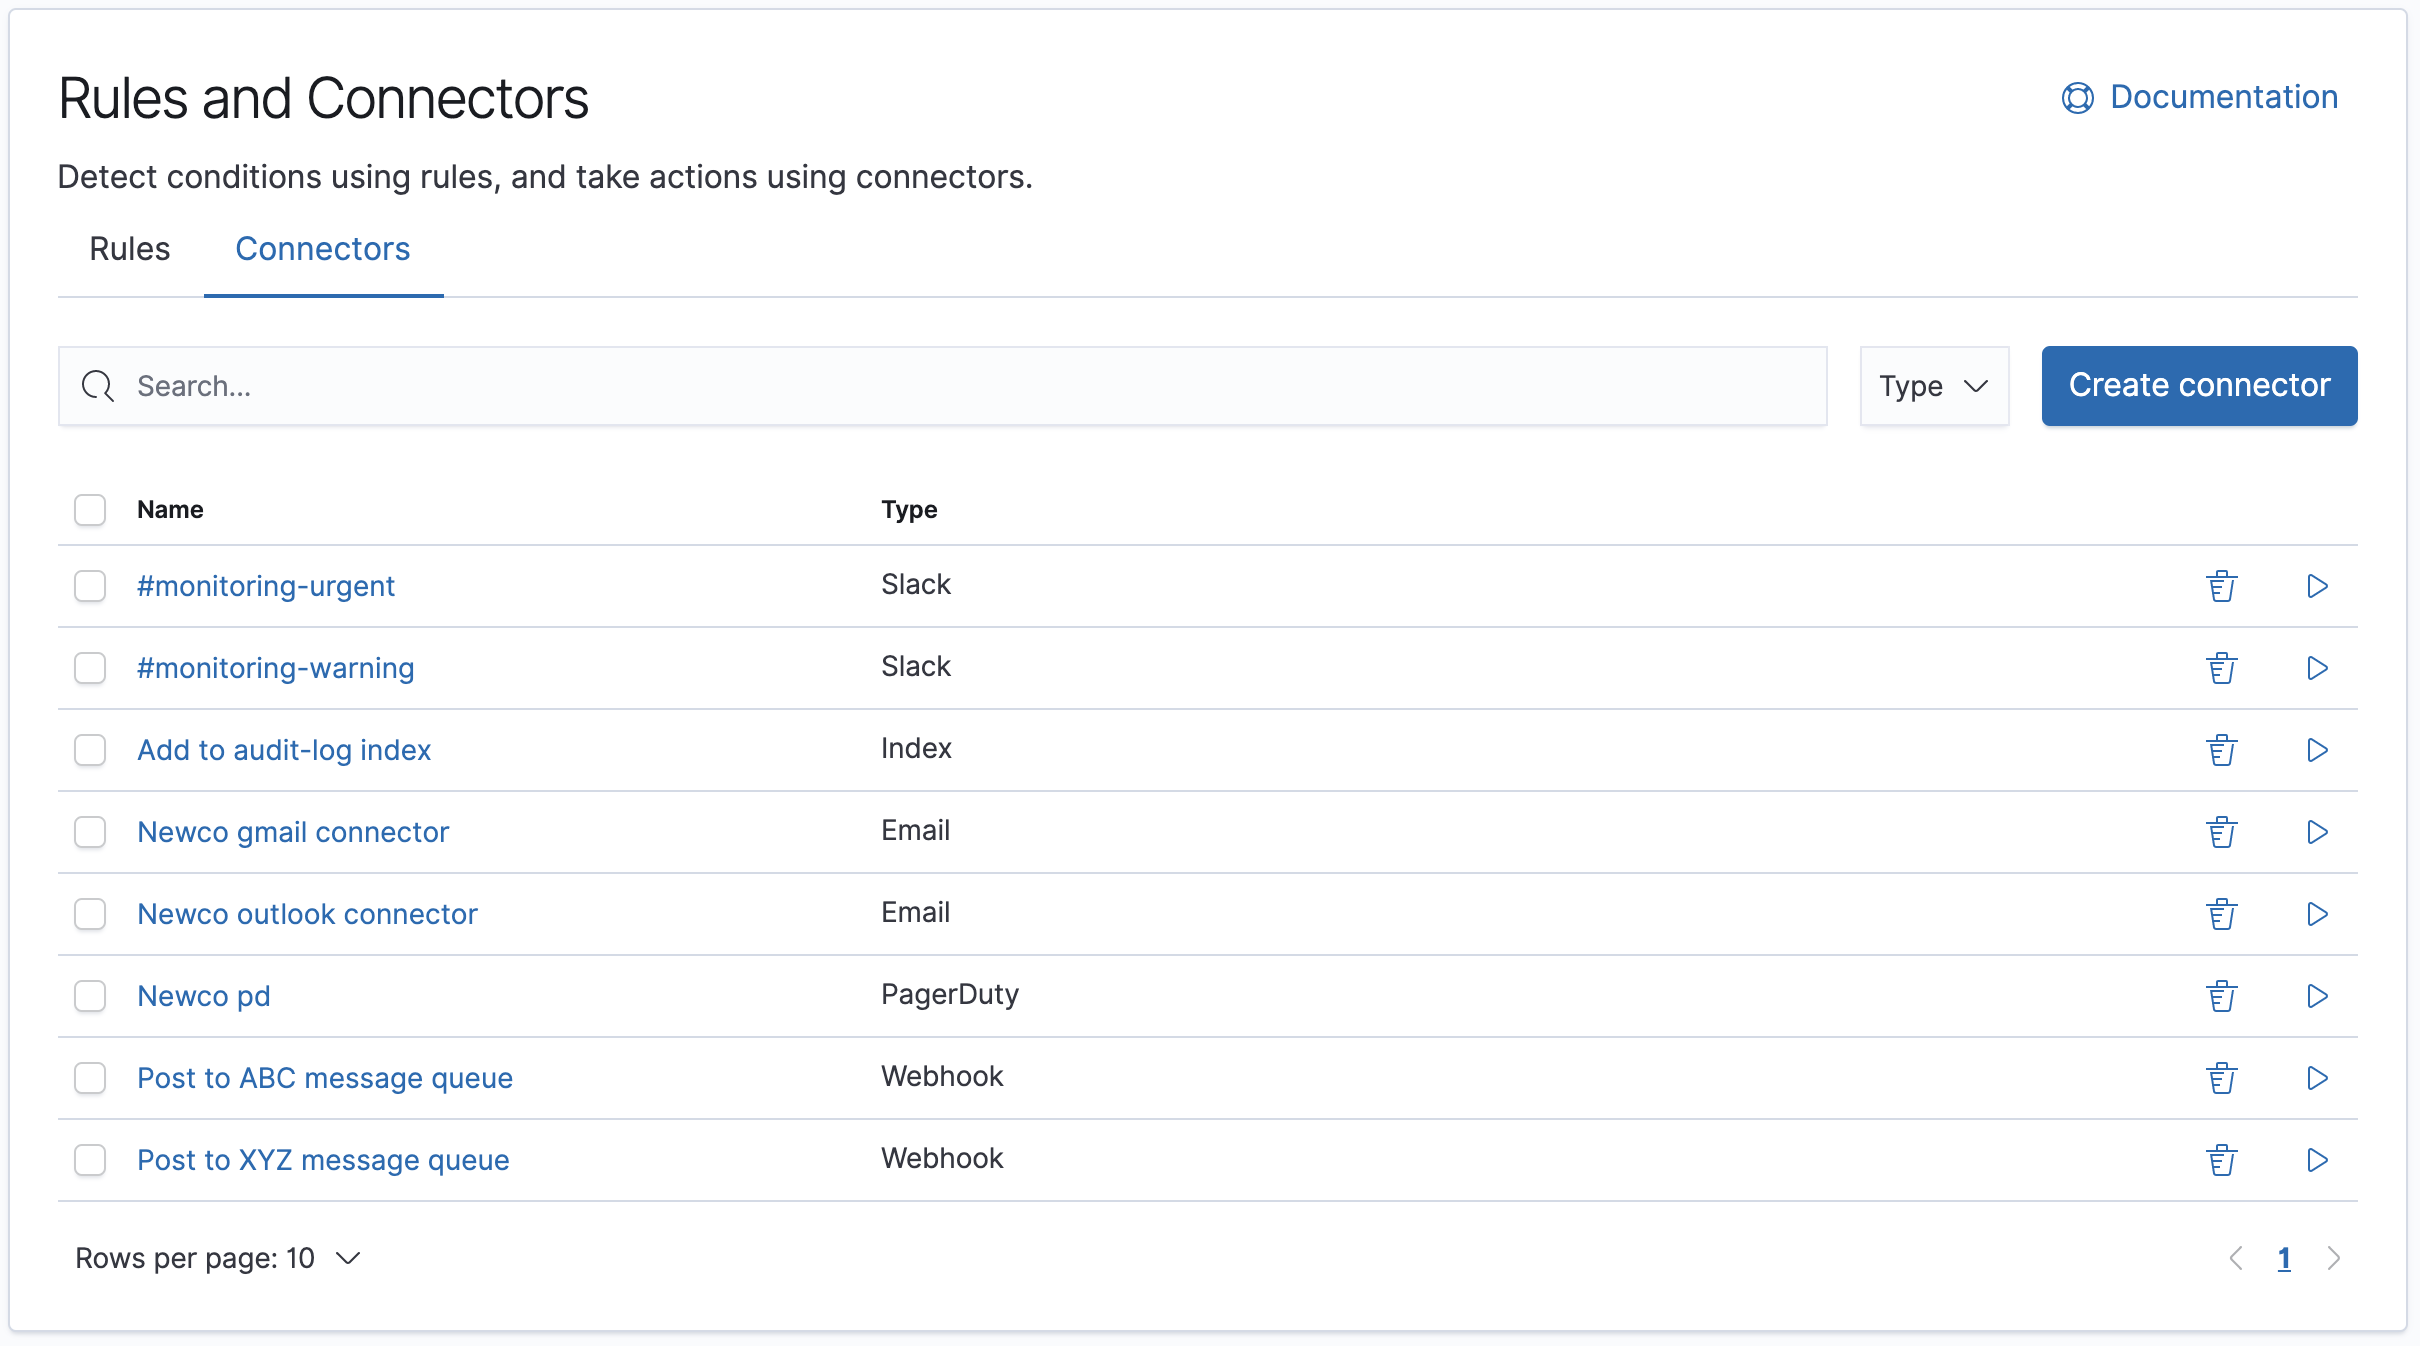 Rules and Connectors
Documentation
Detect conditions using rules, and take actions using connectors.
Rules Connectors
Search...
Type
Create connector
Name Type
#monitoring-urgent Slack
#monitoring-warning Slack
Add to audit-log index Index
Newco gmail connector Email
Newco outlook connector Email
Newco pd PagerDuty
Post to ABC message queue Webhook
Post to XYZ message queue Webhook
Rows per page: 10
1